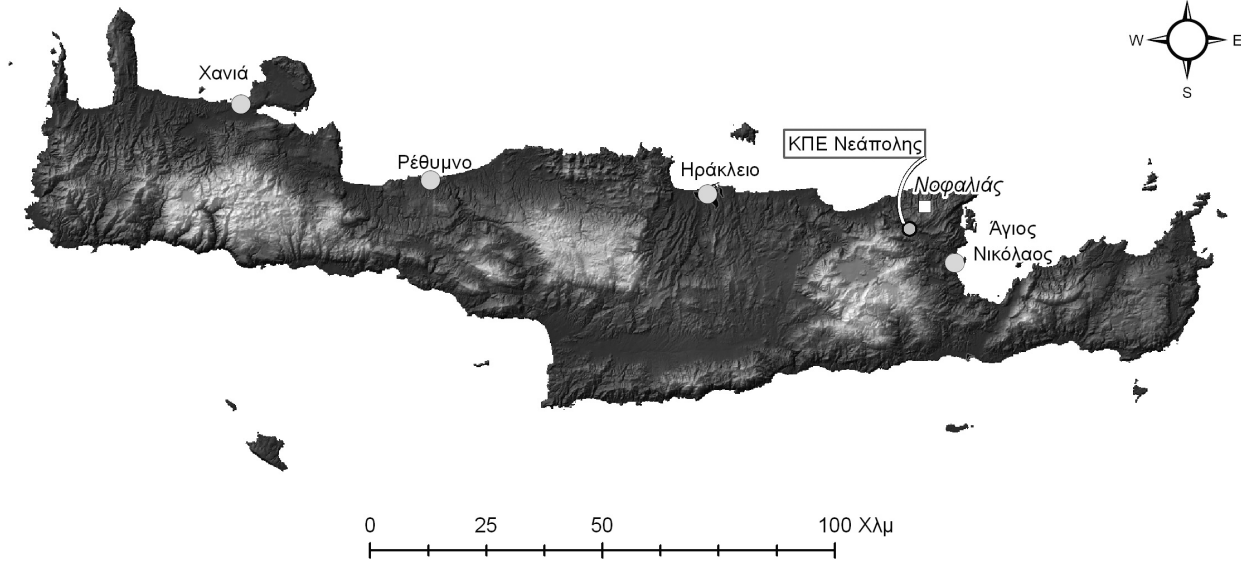 W E
S
Χανιά
ΚΠΕ Νεάπολης
Ρέθυμνο
Ηράκλειο
Νοφαλιάς
Άγιος
Νικόλαος
0 25 50 100 Χλμ